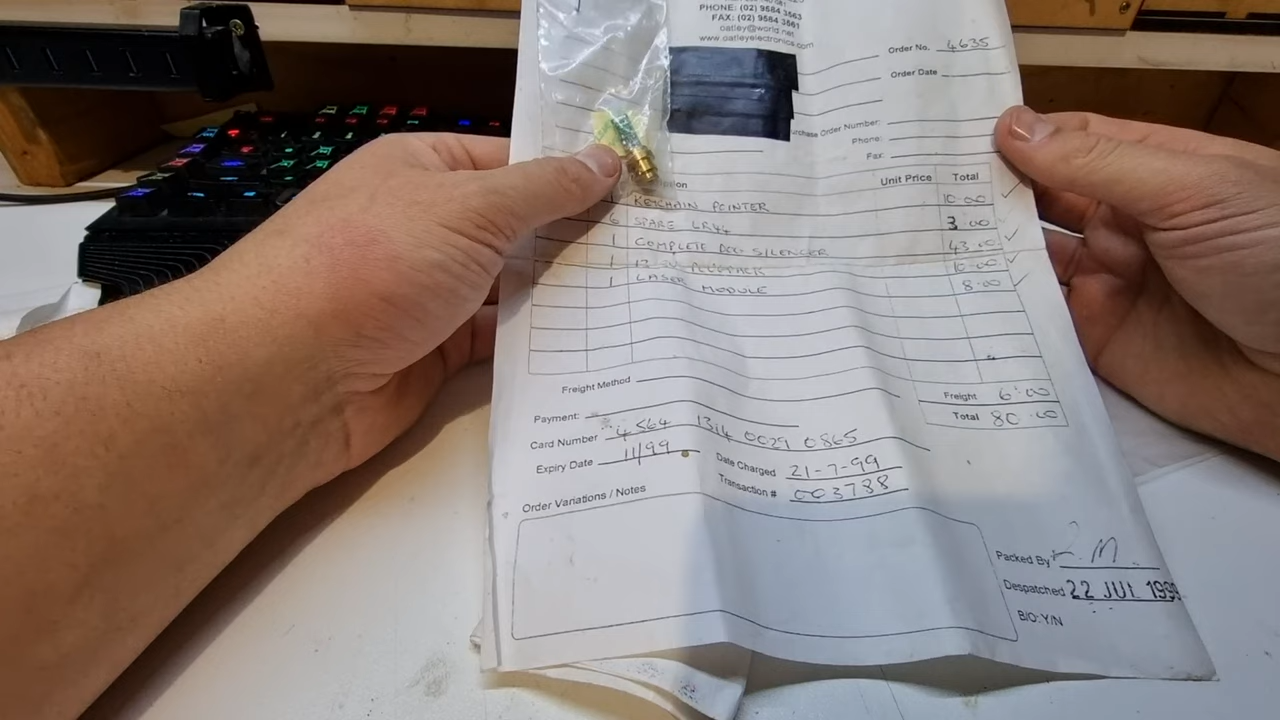 PHONE: (02) 9584 3563
FAX: (02) 9584 3561
oatley@world.net
www.oatleyelectronics.com
Order No. 4635
Order Date
Purchase Order Number:
Phone:
Fax:
Unit Price Total
1 KEYCHAIN POINTER 10.00
6 SPARE LR44 3.00
1 COMPLETE DOG SILENCER 43.00
1 PLUGPACK 10.00
1 LASER MODULE 8.00
Freight Method
Freight 6.00
Payment:
Total 80.00
Card Number 4564 1314 0029 0865
Expiry Date 11/99
Date Charged 21-7-99
Transaction # 003788
Order Variations / Notes
Packed By
Despatched 22 JUL 1999
B/O: Y/N